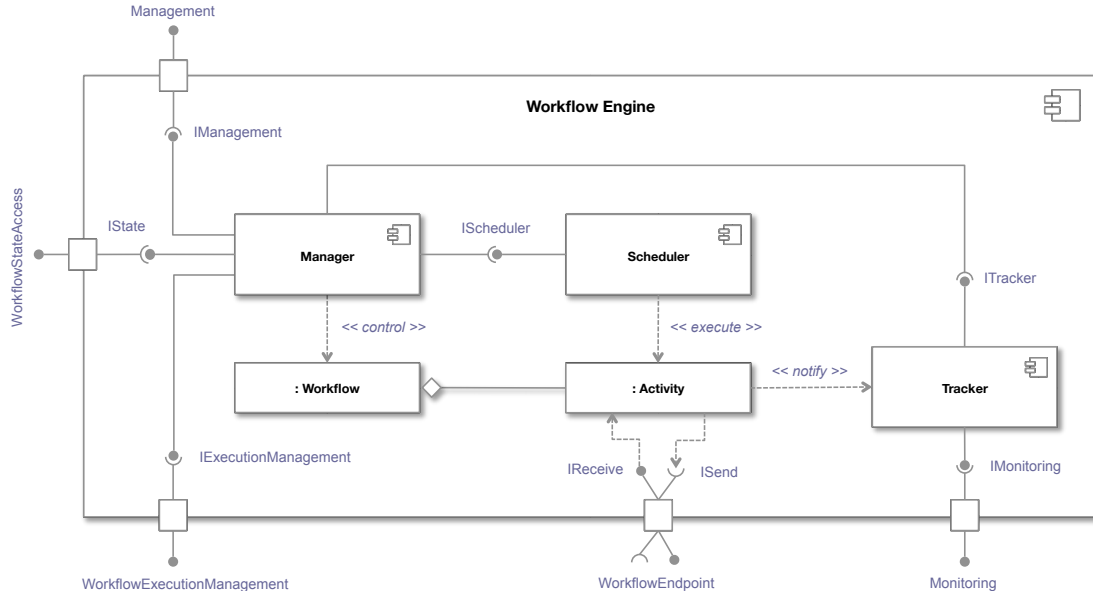 Management
Workflow Engine
IManagement
WorkflowStateAccess
IState
IScheduler
Manager
Scheduler
ITracker
<< control >>
<< execute >>
<< notify >>
: Workflow
: Activity
Tracker
IExecutionManagement
IReceive
ISend
IMonitoring
WorkflowExecutionManagement
WorkflowEndpoint
Monitoring